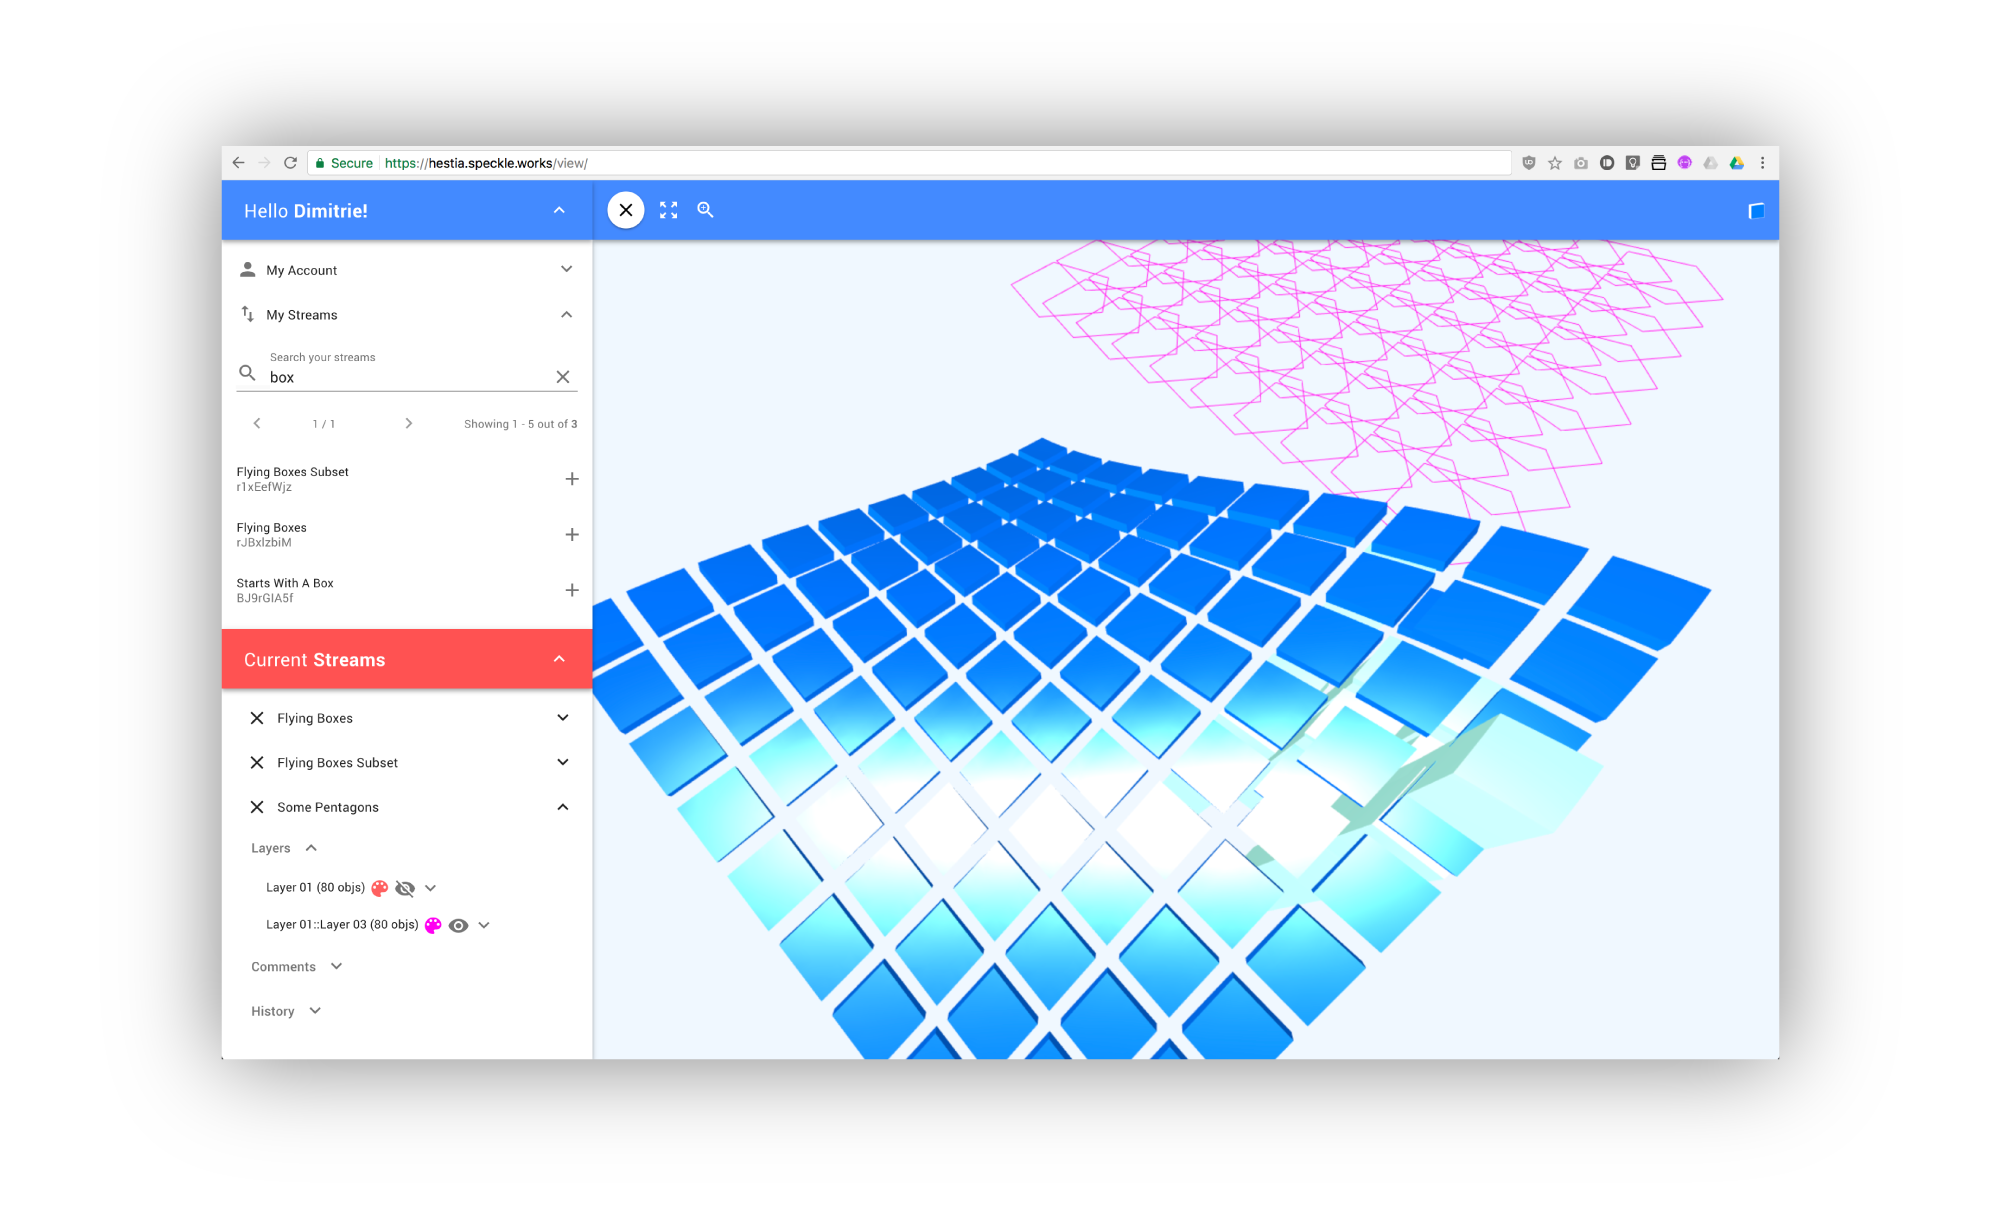 Secure https://hestia.speckle.works/view/
Hello Dimitrie!
My Account
My Streams
Search your streams
box
1 / 1 Showing 1 - 5 out of 3
Flying Boxes Subset
r1xEefWjz
Flying Boxes
rJBxIzbiM
Starts With A Box
BJ9rGIA5f
Current Streams
Flying Boxes
Flying Boxes Subset
Some Pentagons
Layers
Layer 01 (80 objs)
Layer 01::Layer 03 (80 objs)
Comments
History